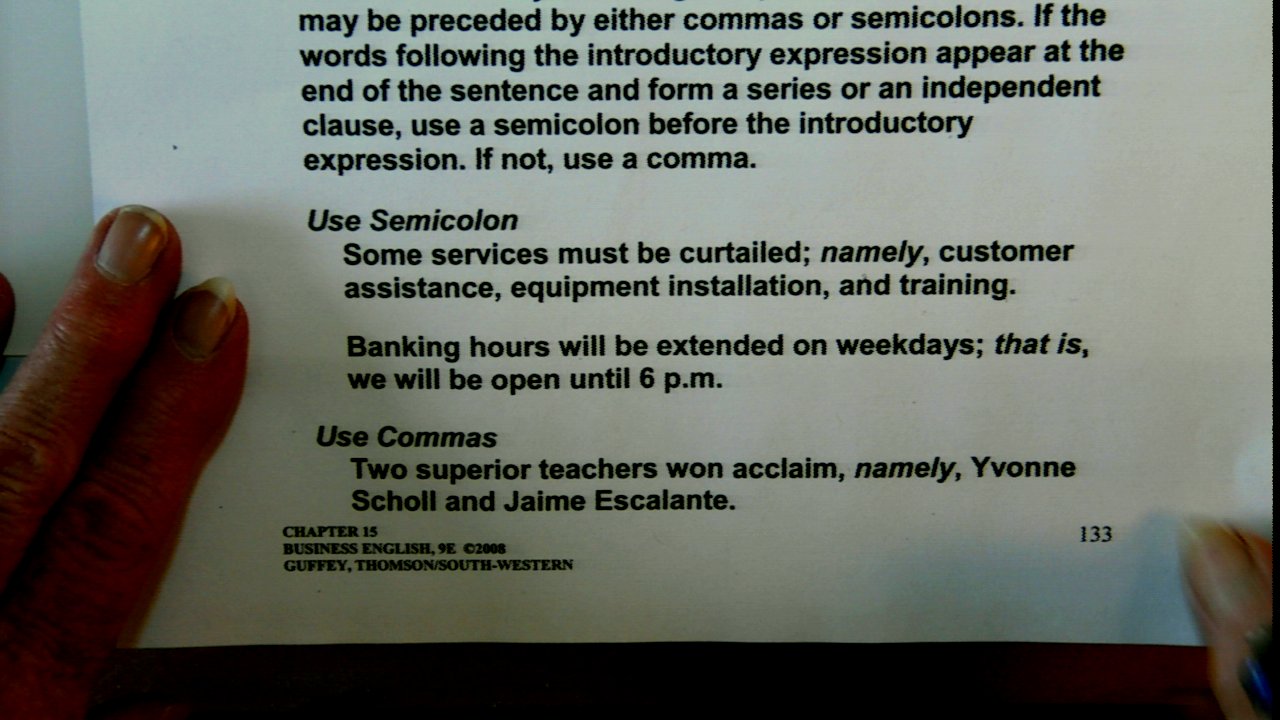 may be preceded by either commas or semicolons. If the
words following the introductory expression appear at the
end of the sentence and form a series or an independent
clause, use a semicolon before the introductory
expression. If not, use a comma.
Use Semicolon
Some services must be curtailed; namely, customer
assistance, equipment installation, and training.
Banking hours will be extended on weekdays; that is,
we will be open until 6 p.m.
Use Commas
Two superior teachers won acclaim, namely, Yvonne
Scholl and Jaime Escalante.
CHAPTER 15
BUSINESS ENGLISH, 9E ©2008
GUFFEY, THOMSON/SOUTH-WESTERN
133